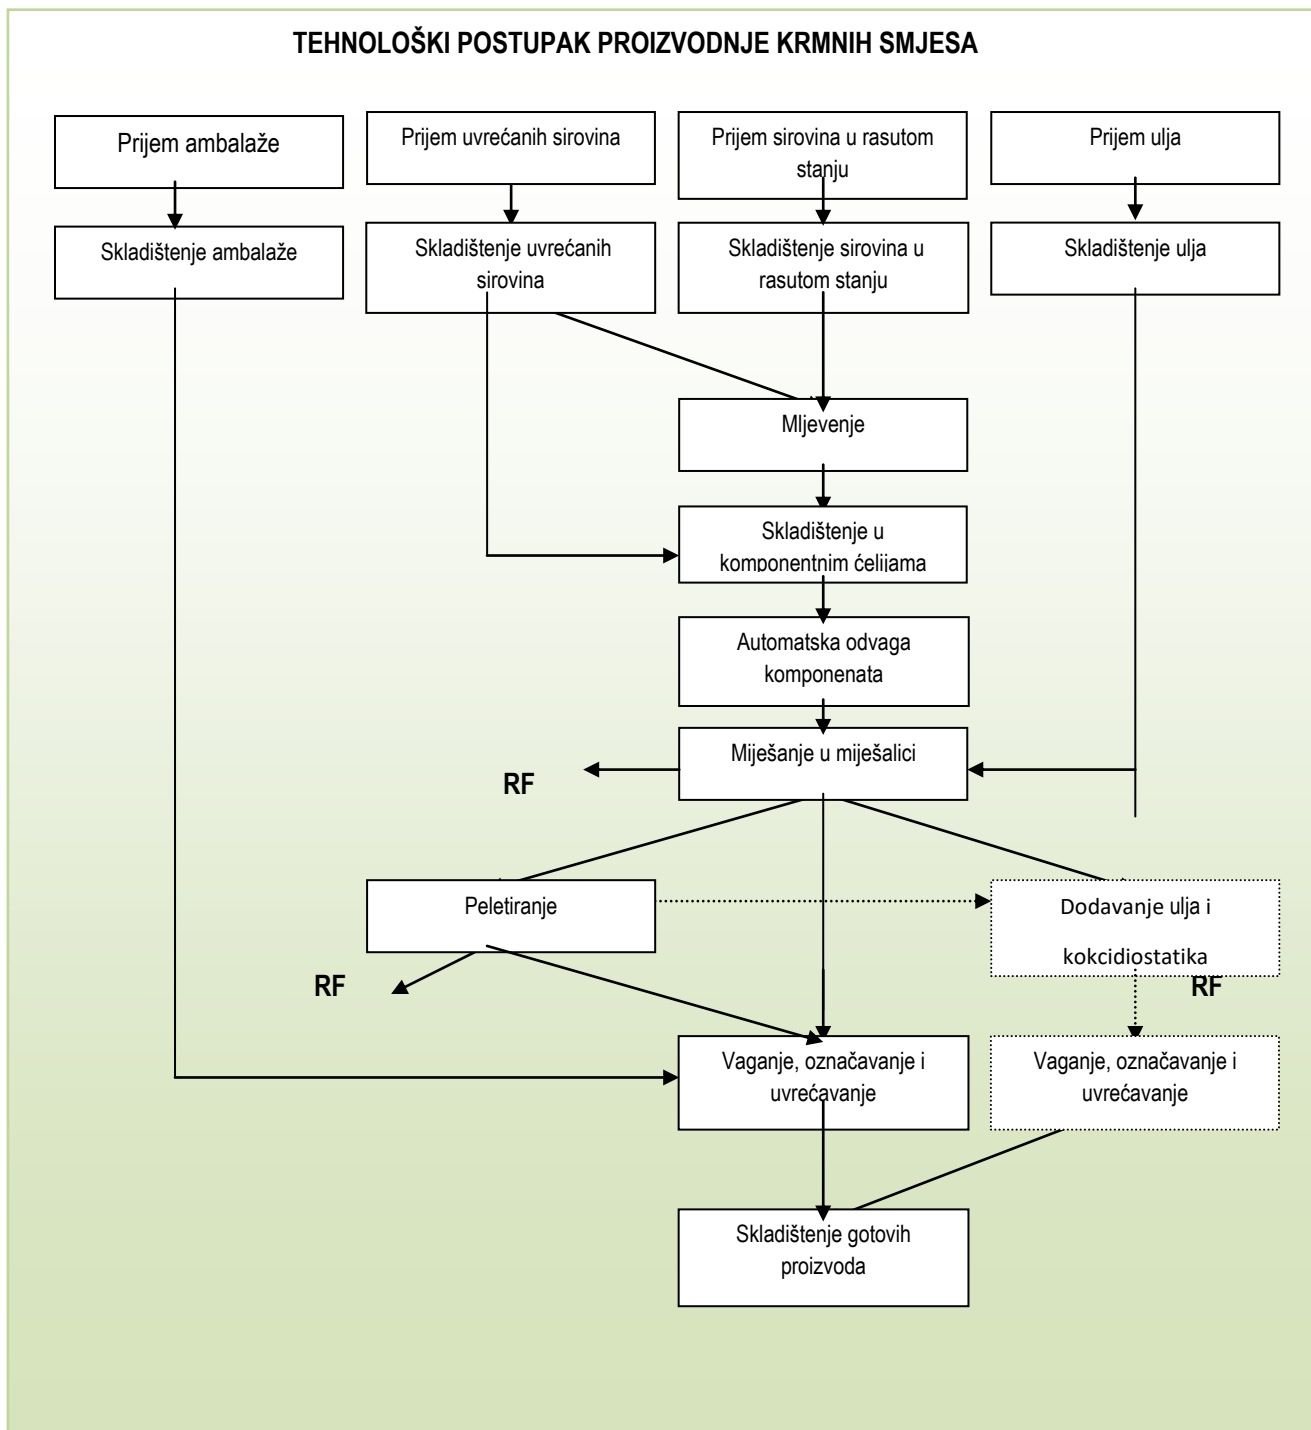 TEHNOLOŠKI POSTUPAK PROIZVODNJE KRMNIH SMJESA
Prijem ambalaže
Prijem uvrećanih sirovina
Prijem sirovina u rasutom
stanju
Prijem ulja
Skladištenje ambalaže
Skladištenje uvrećanih
sirovina
Skladištenje sirovina u
rasutom stanju
Skladištenje ulja
Mljevenje
Skladištenje u
komponentnim ćelijama
Automatska odvaga
komponenata
Miješanje u miješalici
RF
Peletiranje
Dodavanje ulja i
kokcidiostatika
RF
RF
Vaganje, označavanje i
uvrećavanje
Vaganje, označavanje i
uvrećavanje
Skladištenje gotovih
proizvoda